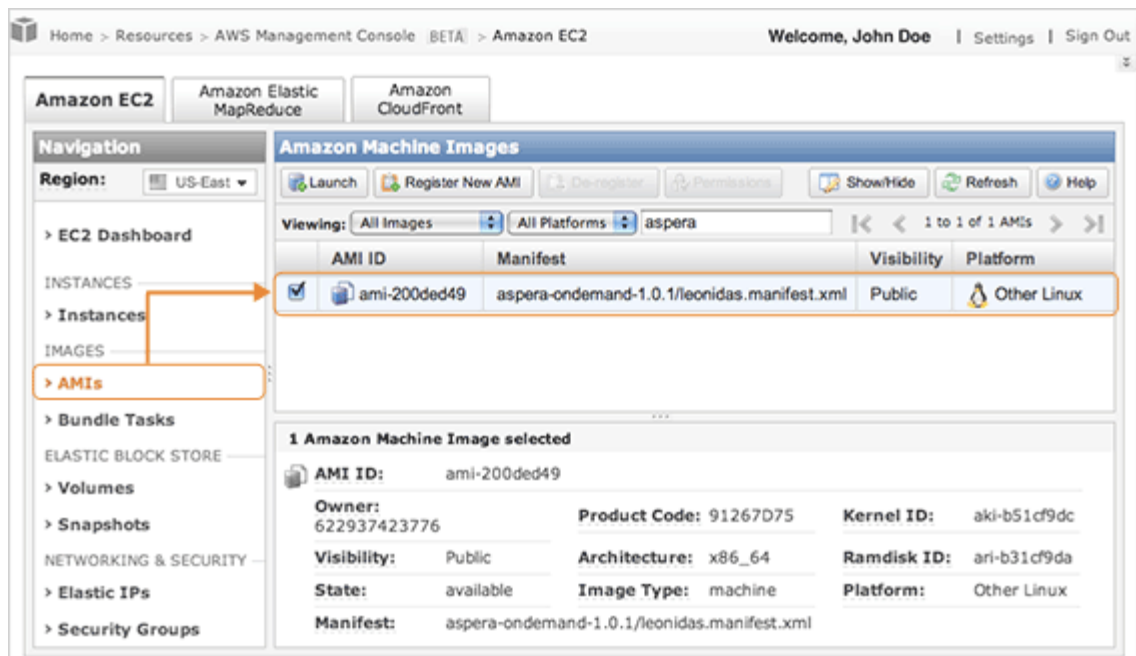 Home > Resources > AWS Management Console BETA > Amazon EC2 Welcome, John Doe | Settings | Sign Out
Amazon EC2
Amazon Elastic
MapReduce
Amazon
CloudFront
Navigation
Region: US-East
> EC2 Dashboard
INSTANCES
> Instances
IMAGES
> AMIs
> Bundle Tasks
ELASTIC BLOCK STORE
> Volumes
> Snapshots
NETWORKING & SECURITY
> Elastic IPs
> Security Groups
Amazon Machine Images
Launch Register New AMI De-register Permissions Show/Hide Refresh Help
Viewing: All Images All Platforms aspera 1 to 1 of 1 AMIs
AMI ID Manifest Visibility Platform
ami-200ded49 aspera-ondemand-1.0.1/leonidas.manifest.xml Public Other Linux
1 Amazon Machine Image selected
AMI ID: ami-200ded49
Owner:
622937423776 Product Code: 91267D75 Kernel ID: aki-b51cf9dc
Visibility: Public Architecture: x86_64 Ramdisk ID: ari-b31cf9da
State: available Image Type: machine Platform: Other Linux
Manifest: aspera-ondemand-1.0.1/leonidas.manifest.xml